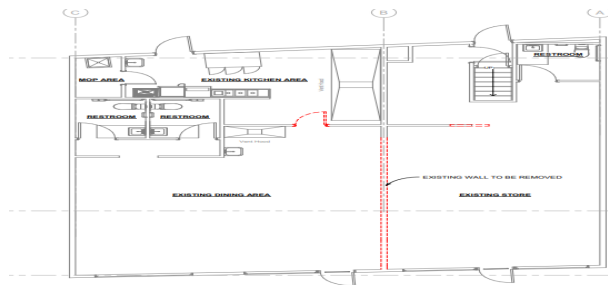 C
B
A
RESTROOM
MOP AREA
EXISTING KITCHEN AREA
RESTROOM
RESTROOM
EXISTING WALL TO BE REMOVED
EXISTING DINING AREA
EXISTING STORE